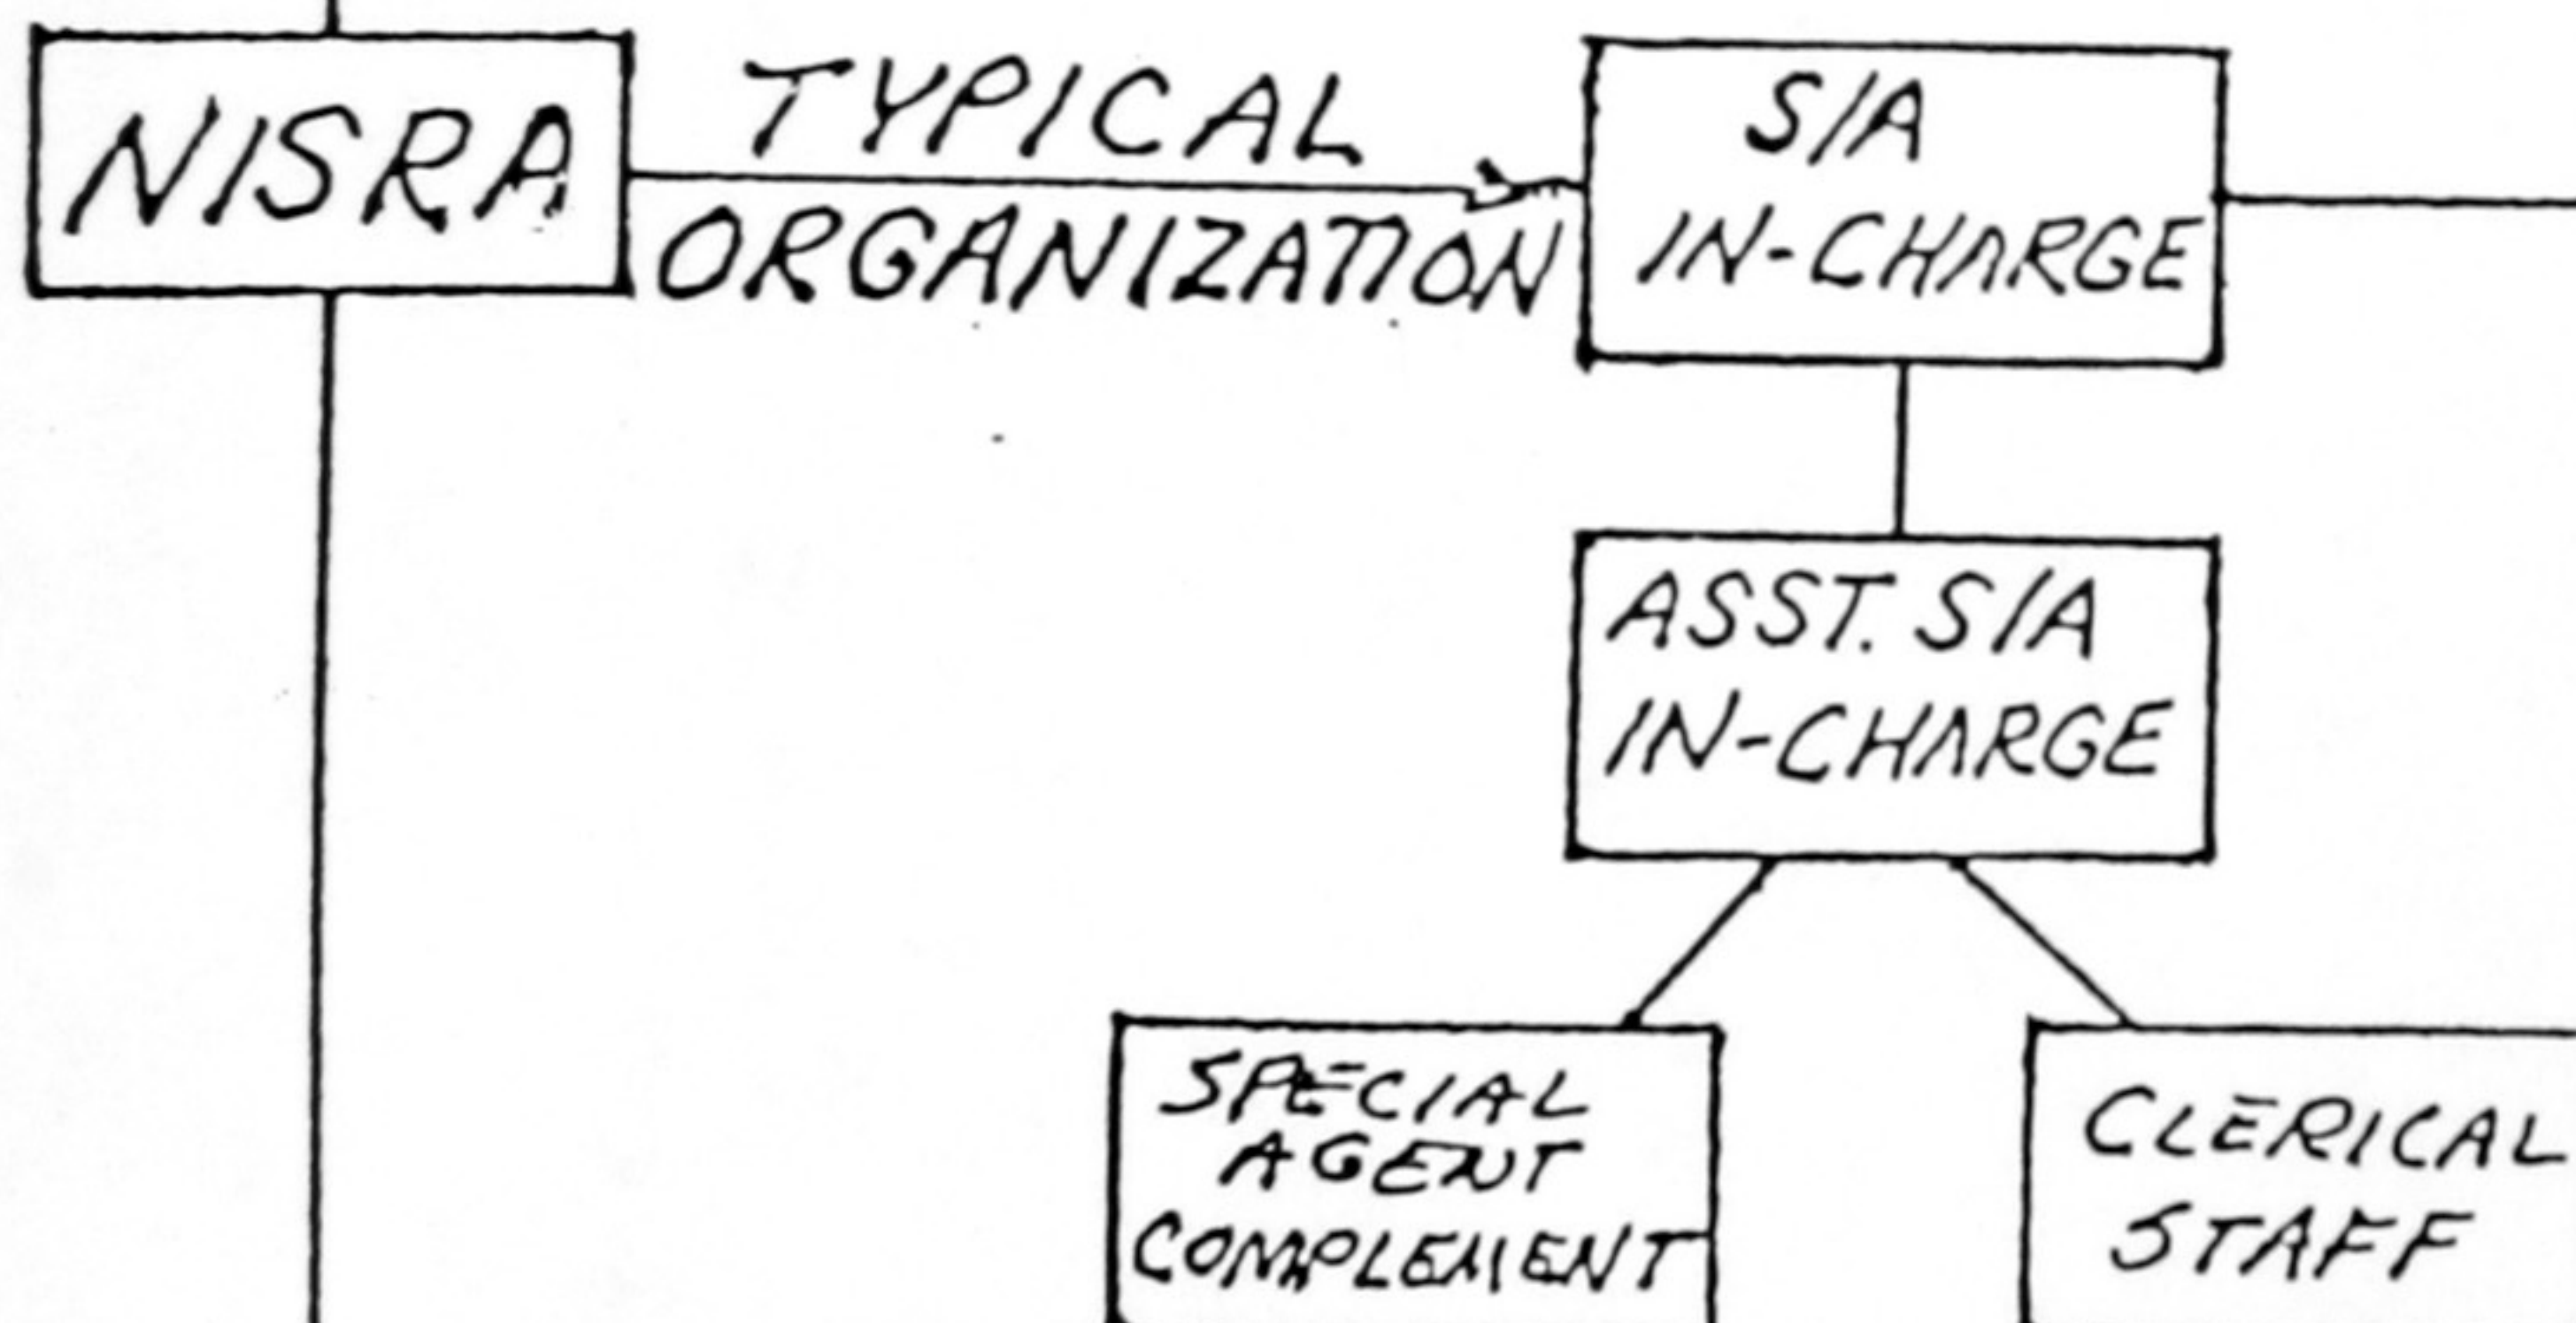 NISRA
TYPICAL
ORGANIZATION
S/A
IN-CHARGE
ASST. S/A
IN-CHARGE
SPECIAL
AGENT
COMPLEMENT
CLERICAL
STAFF